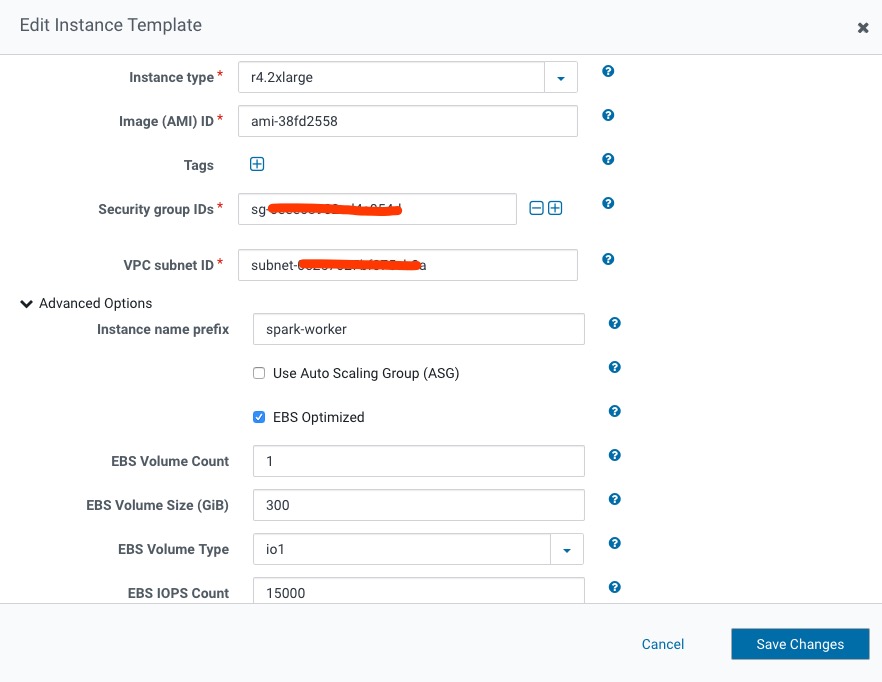 Edit Instance Template
Instance type *
r4.2xlarge
Image (AMI) ID *
ami-38fd2558
Tags
Security group IDs *
sg-
VPC subnet ID *
subnet-
Advanced Options
Instance name prefix
spark-worker
Use Auto Scaling Group (ASG)
EBS Optimized
EBS Volume Count
1
EBS Volume Size (GiB)
300
EBS Volume Type
io1
EBS IOPS Count
15000
Cancel
Save Changes